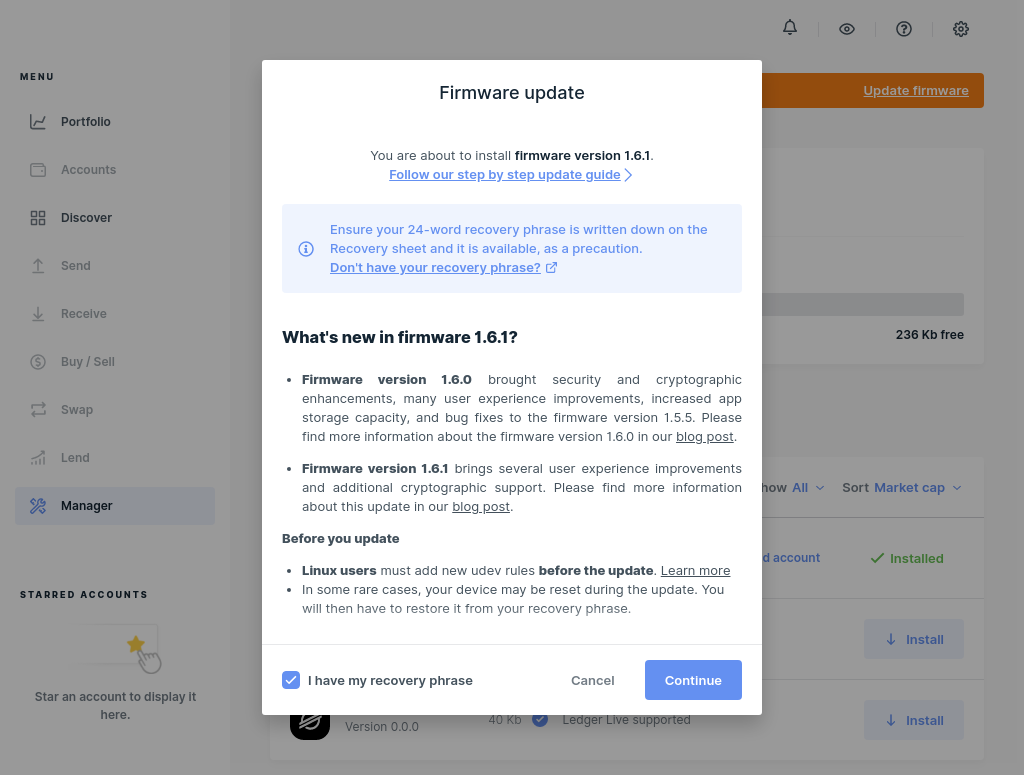 MENU
Portfolio
Accounts
Discover
Send
Receive
Buy / Sell
Swap
Lend
Manager
STARRED ACCOUNTS
Star an account to display it
here.
Update firmware
Firmware update
You are about to install firmware version 1.6.1.
Follow our step by step update guide
Ensure your 24-word recovery phrase is written down on the
Recovery sheet and it is available, as a precaution.
Don't have your recovery phrase?
What's new in firmware 1.6.1?
• Firmware version 1.6.0 brought security and cryptographic
enhancements, many user experience improvements, increased app
storage capacity, and bug fixes to the firmware version 1.5.5. Please
find more information about the firmware version 1.6.0 in our blog post.
• Firmware version 1.6.1 brings several user experience improvements
and additional cryptographic support. Please find more information
about this update in our blog post.
Before you update
• Linux users must add new udev rules before the update. Learn more
• In some rare cases, your device may be reset during the update. You
will then have to restore it from your recovery phrase.
I have my recovery phrase
Cancel
Continue
236 Kb free
All Sort Market cap
account
Installed
Install
Version 0.0.0
40 Kb Ledger Live supported
Install